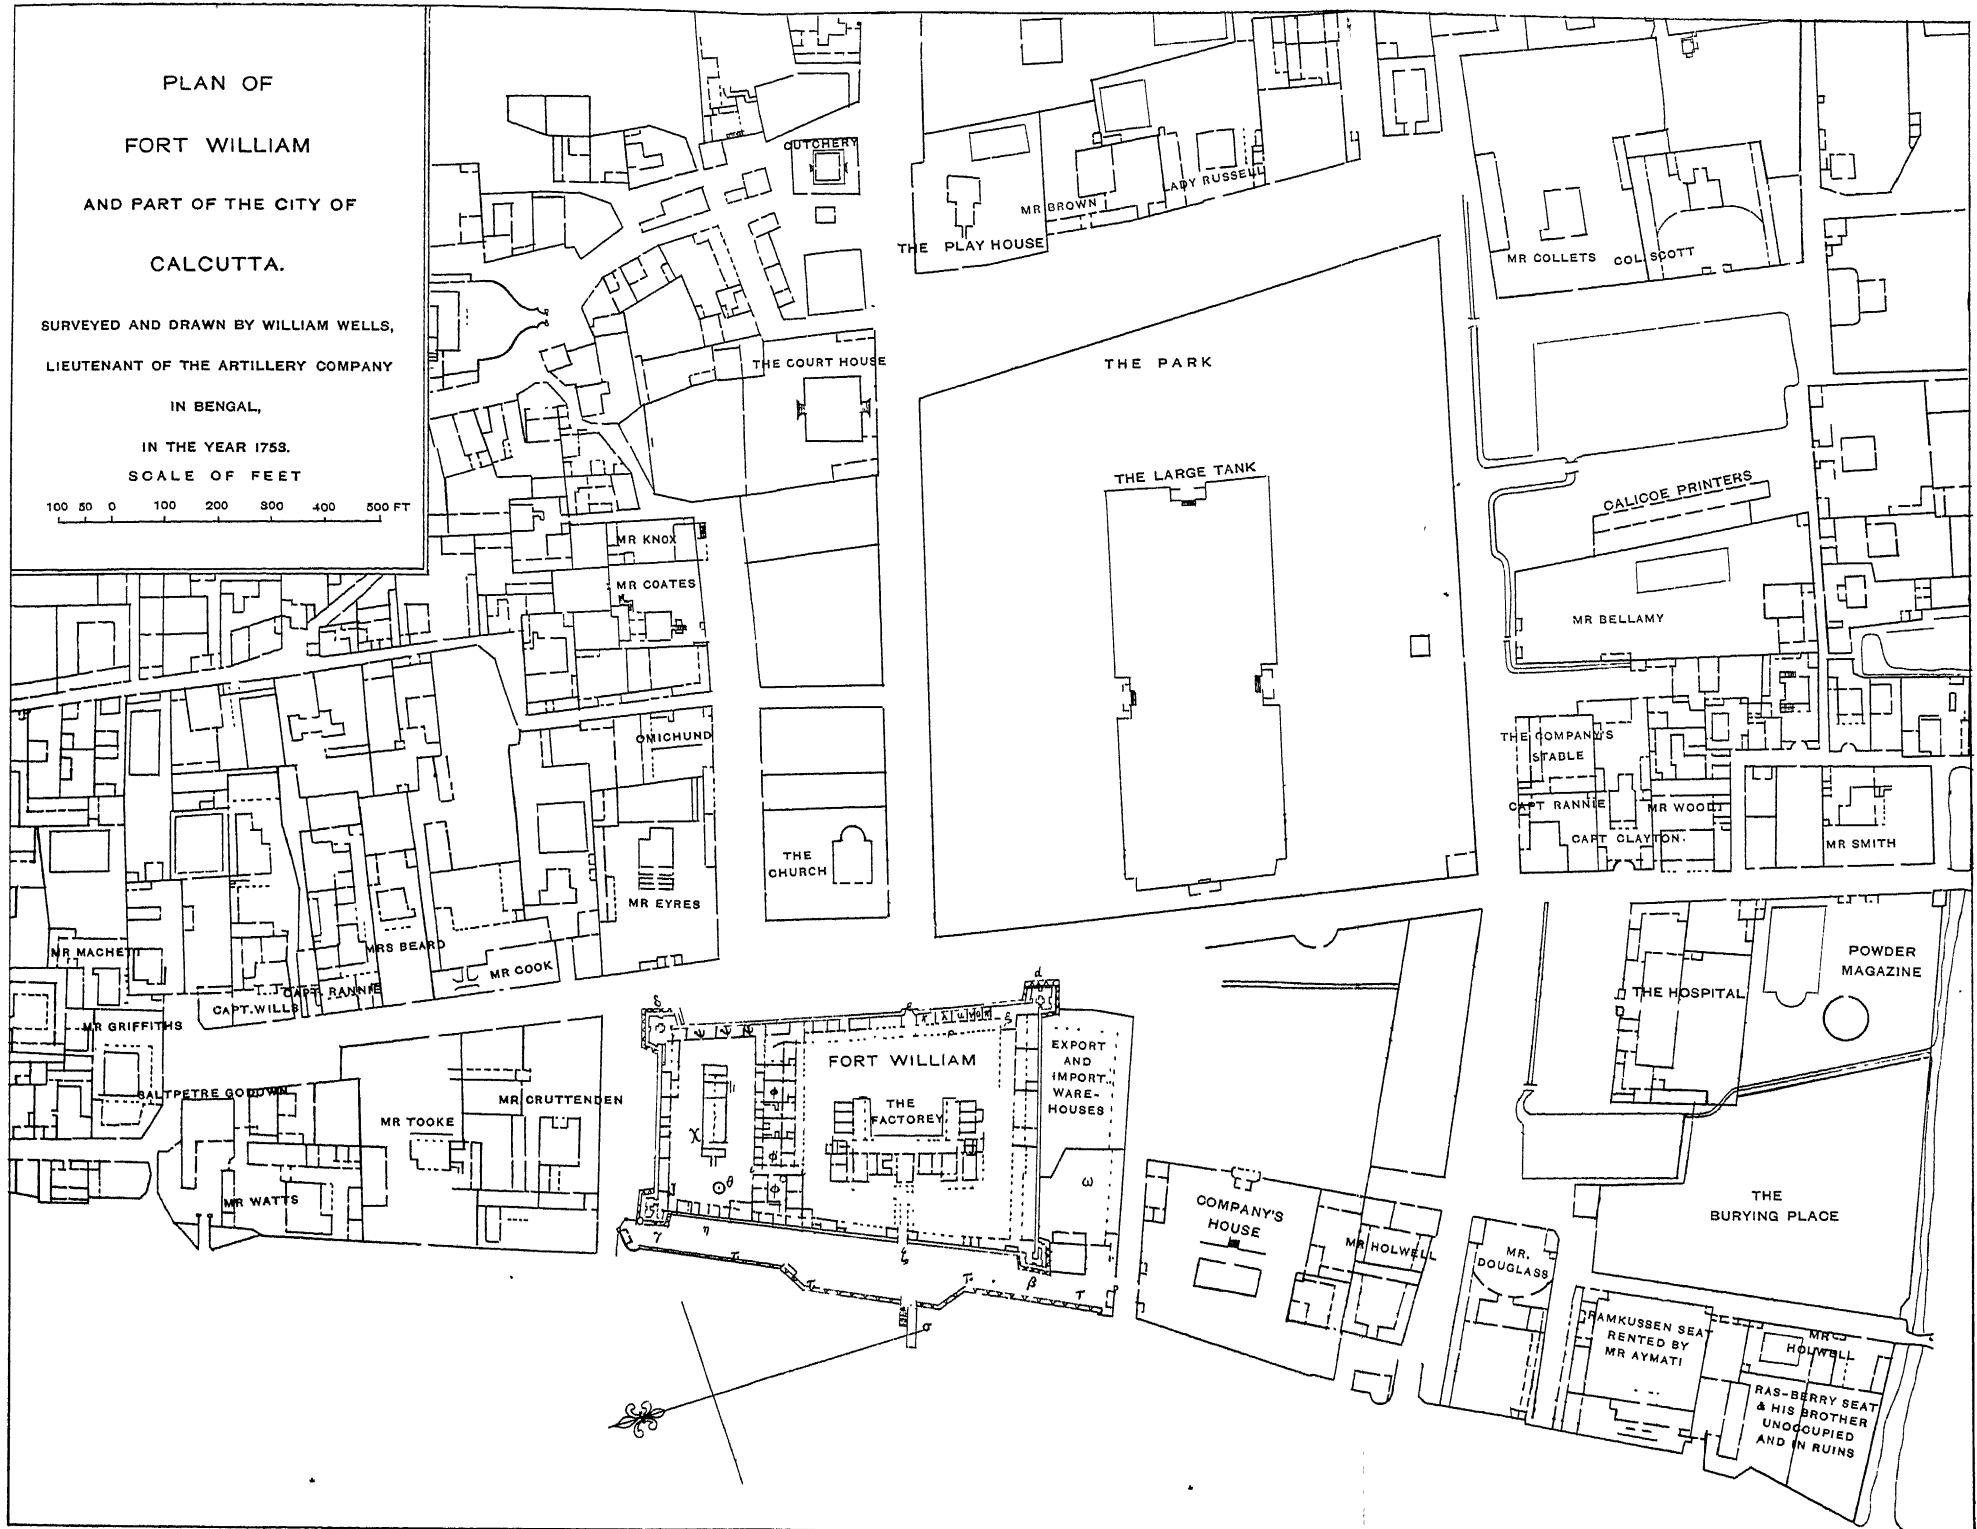 PLAN OF
FORT WILLIAM
AND PART OF THE CITY OF
CALCUTTA.
SURVEYED AND DRAWN BY WILLIAM WELLS,
LIEUTENANT OF THE ARTILLERY COMPANY
IN BENGAL,
IN THE YEAR 1753.
SCALE OF FEET
100 50 0 100 200 300 400 500 FT
CUTCHERY
THE PLAY HOUSE
MR BROWN
LADY RUSSELL
MR COLLETS
COL. SCOTT
THE COURT HOUSE
THE PARK
THE LARGE TANK
CALICOE PRINTERS
MR KNOX
MR COATES
MR BELLAMY
OMICHUND
THE COMPANY'S
STABLE
CAPT RANNIE
MR WOOD
CAPT CLAYTON.
MR SMITH
THE
CHURCH
MR EYRES
MR MACHETT
MRS BEARD
MR COOK
CAPT. RANNIE
CAPT. WILLS
MR GRIFFITHS
POWDER
MAGAZINE
THE HOSPITAL
SALTPETRE GODOWN
MR TOOKE
MR CRUTTENDEN
MR WATTS
δ
d
FORT WILLIAM
THE
FACTOREY
EXPORT
AND
IMPORT
WARE-
HOUSES
χ
θ
ϕ
ϕ
ϕ
ω
γ
η
ζ
β
T
σ
COMPANY'S
HOUSE
MR HOLWELL
MR.
DOUGLASS
THE
BURYING PLACE
RAMKUSSEN SEAT
RENTED BY
MR AYMATI
MR
HOLWELL
RAS-BERRY SEAT
& HIS BROTHER
UNOCCUPIED
AND IN RUINS